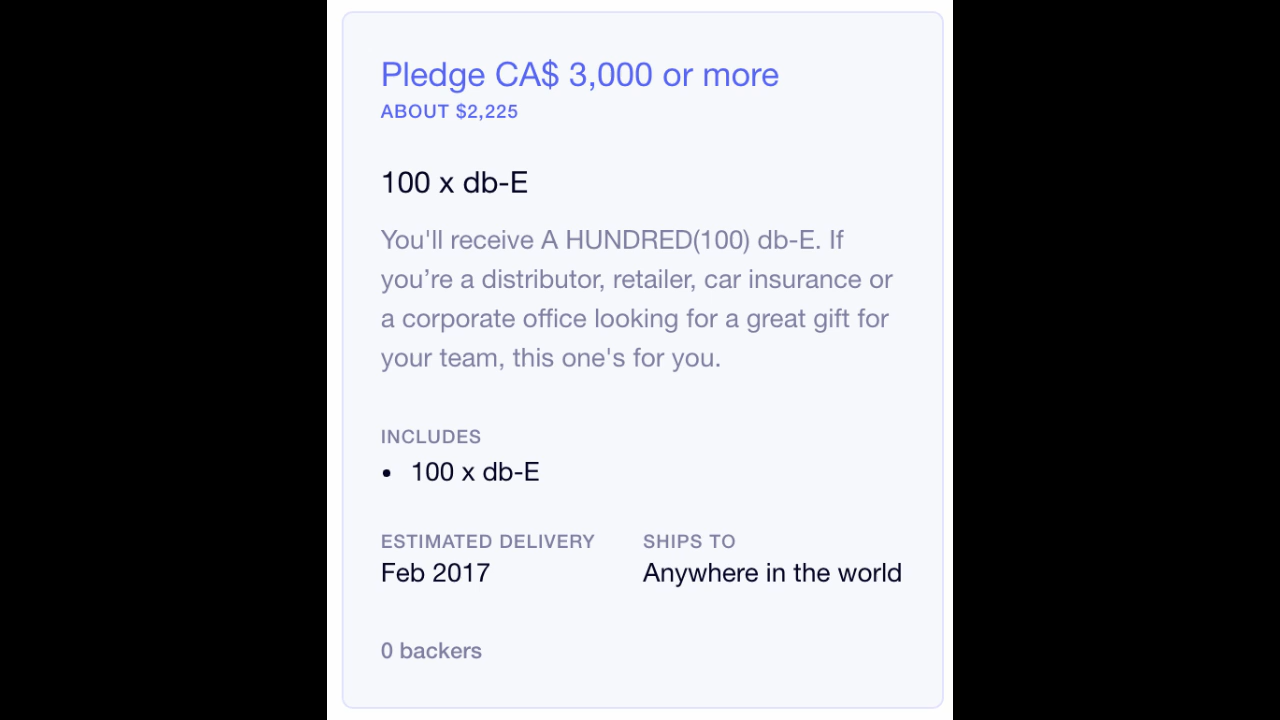 Pledge CA$ 3,000 or more
ABOUT $2,225
100 x db-E
You'll receive A HUNDRED(100) db-E. If
you’re a distributor, retailer, car insurance or
a corporate office looking for a great gift for
your team, this one's for you.
INCLUDES
• 100 x db-E
ESTIMATED DELIVERY
Feb 2017
SHIPS TO
Anywhere in the world
0 backers